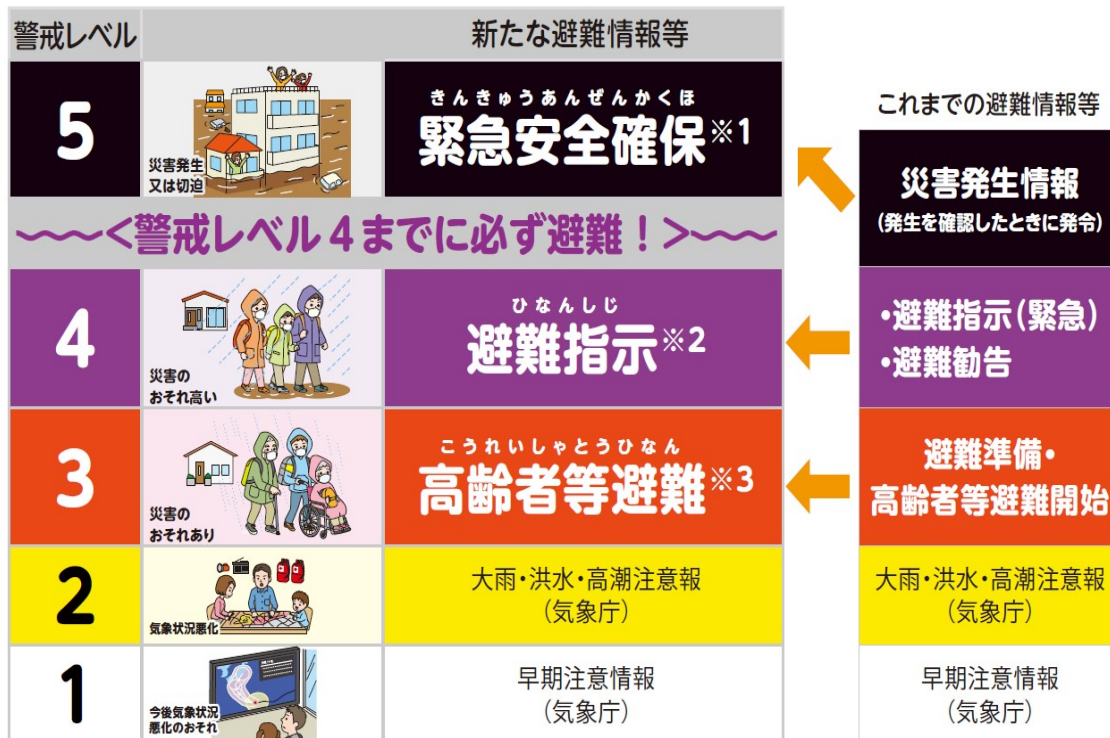 警戒レベル
新たな避難情報等
5
災害発生
又は切迫
きんきゅうあんぜんかくほ
緊急安全確保※1
〜〜〜<警戒レベル4までに必ず避難！>〜〜〜
4
災害の
おそれ高い
ひなんしじ
避難指示※2
3
災害の
おそれあり
こうれいしゃとうひなん
高齢者等避難※3
2
気象状況悪化
大雨・洪水・高潮注意報
（気象庁）
1
今後気象状況
悪化のおそれ
早期注意情報
（気象庁）
これまでの避難情報等
災害発生情報
（発生を確認したときに発令）
・避難指示（緊急）
・避難勧告
避難準備・
高齢者等避難開始
大雨・洪水・高潮注意報
（気象庁）
早期注意情報
（気象庁）